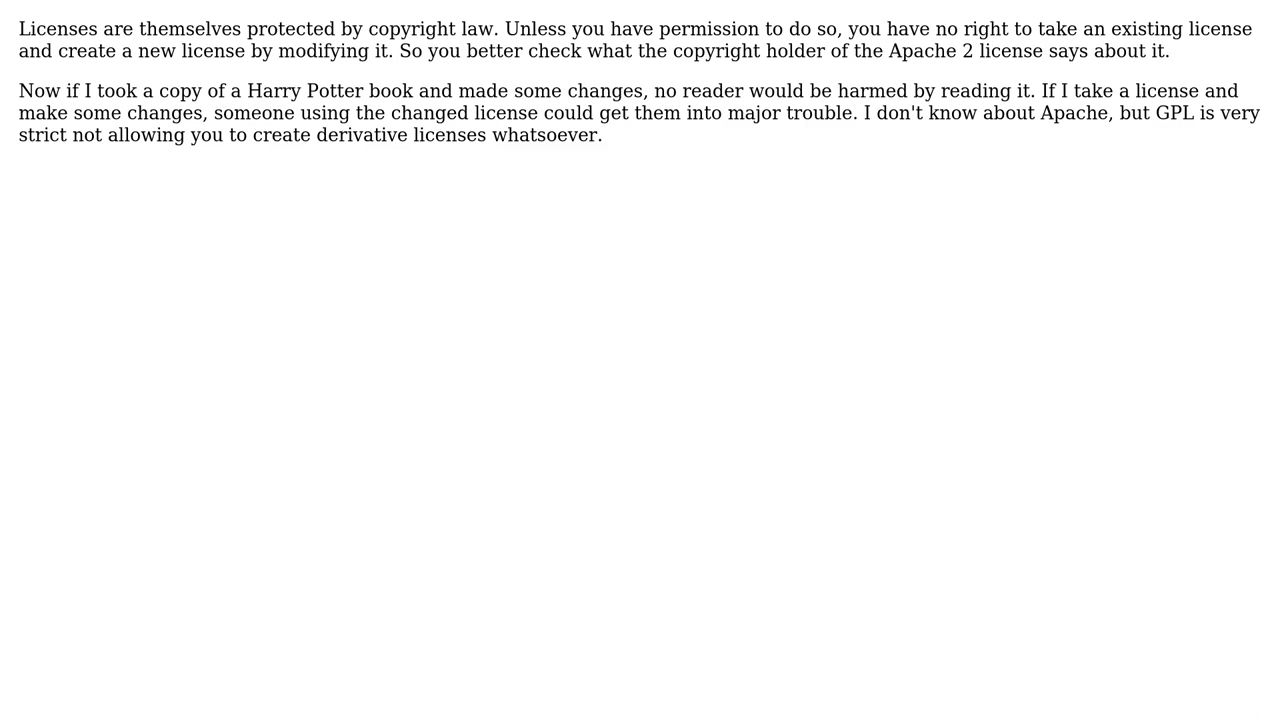 Licenses are themselves protected by copyright law. Unless you have permission to do so, you have no right to take an existing license
and create a new license by modifying it. So you better check what the copyright holder of the Apache 2 license says about it.
Now if I took a copy of a Harry Potter book and made some changes, no reader would be harmed by reading it. If I take a license and
make some changes, someone using the changed license could get them into major trouble. I don't know about Apache, but GPL is very
strict not allowing you to create derivative licenses whatsoever.